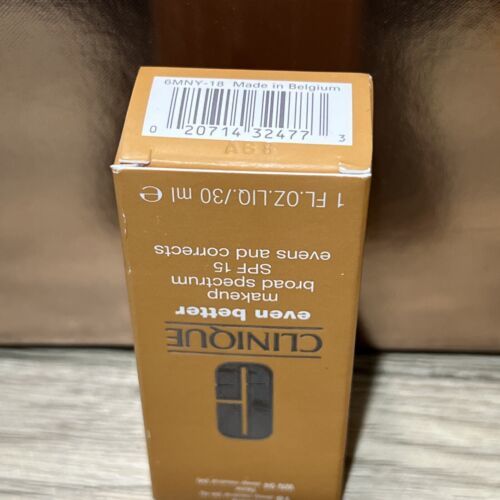 6MNY-18 Made in Belgium
0 20714 32477 3
A68
CLINIQUE
even better
makeup
broad spectrum
SPF 15
evens and corrects
1 FL.OZ.LIQ./30 ml ℮